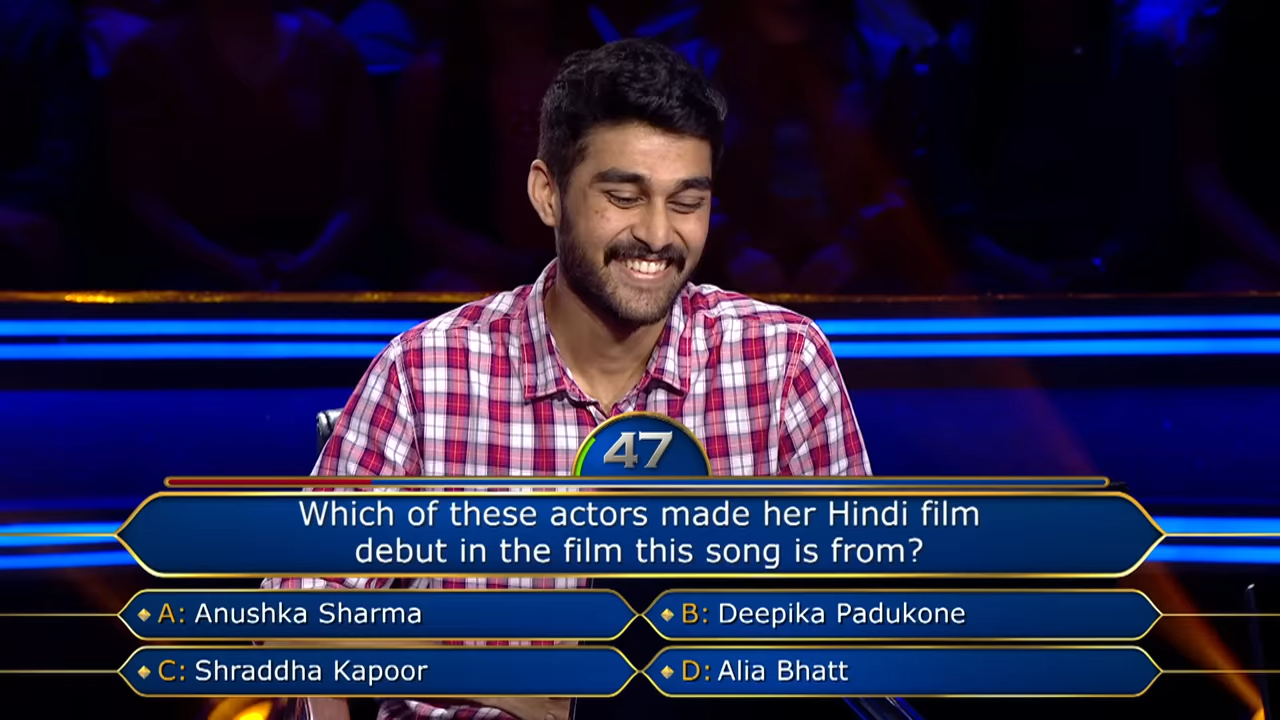 47
Which of these actors made her Hindi film
debut in the film this song is from?
A: Anushka Sharma
B: Deepika Padukone
C: Shraddha Kapoor
D: Alia Bhatt